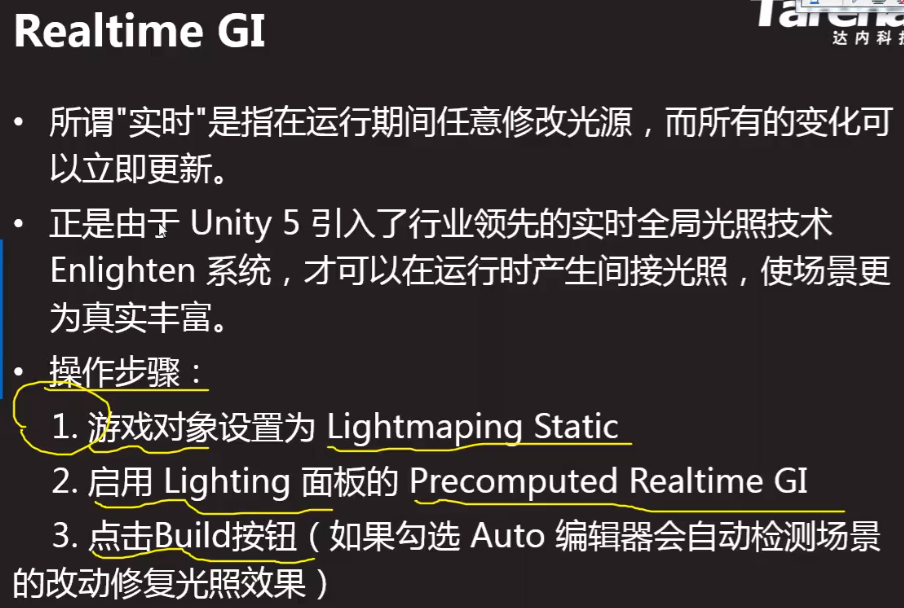 Realtime GI
Tarena
达内科技
• 所谓"实时"是指在运行期间任意修改光源，而所有的变化可
以立即更新。
• 正是由于 Unity 5 引入了行业领先的实时全局光照技术
Enlighten 系统，才可以在运行时产生间接光照，使场景更
为真实丰富。
• 操作步骤：
1. 游戏对象设置为 Lightmaping Static
2. 启用 Lighting 面板的 Precomputed Realtime GI
3. 点击Build按钮（如果勾选 Auto 编辑器会自动检测场景
的改动修复光照效果）